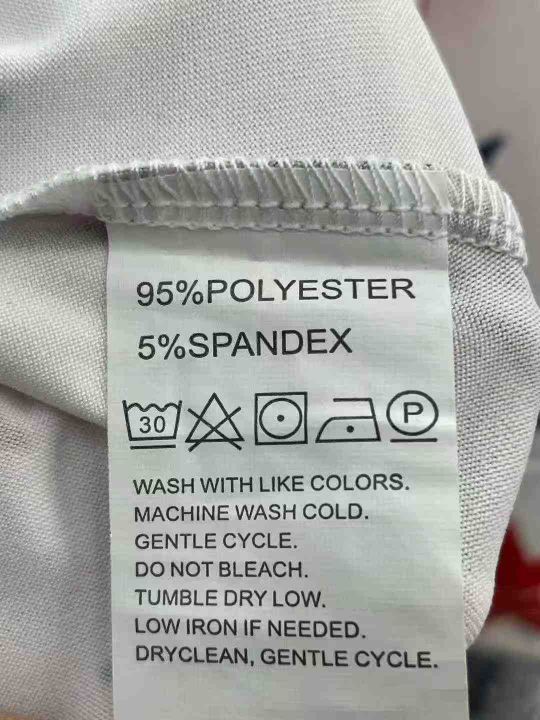 95%POLYESTER
5%SPANDEX
30 P
WASH WITH LIKE COLORS.
MACHINE WASH COLD.
GENTLE CYCLE.
DO NOT BLEACH.
TUMBLE DRY LOW.
LOW IRON IF NEEDED.
DRYCLEAN, GENTLE CYCLE.